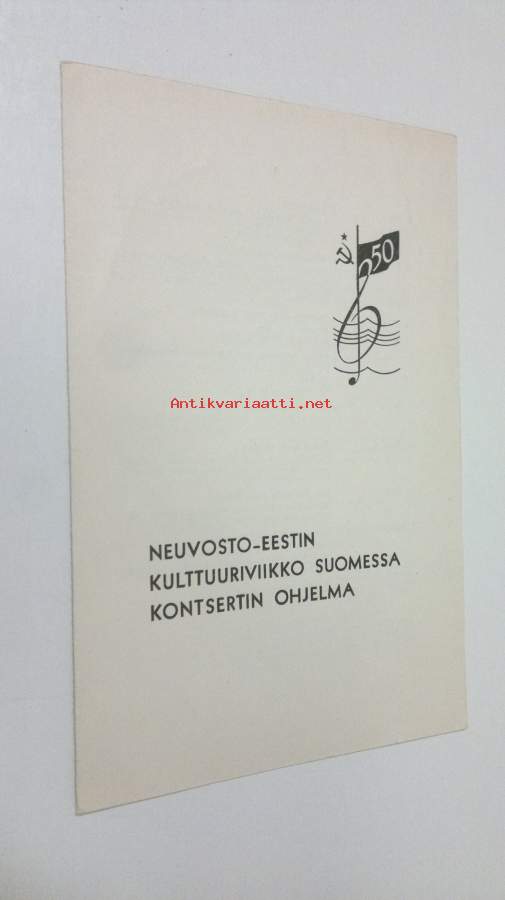 50
Antikvariaatti.net
NEUVOSTO-EESTIN
KULTTUURIVIIKKO SUOMESSA
KONTSERTIN OHJELMA